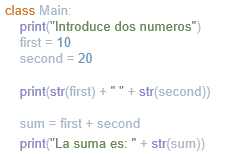 class Main:
    print("Introduce dos numeros")
    first = 10
    second = 20

    print(str(first) + " " + str(second))

    sum = first + second
    print("La suma es: " + str(sum))